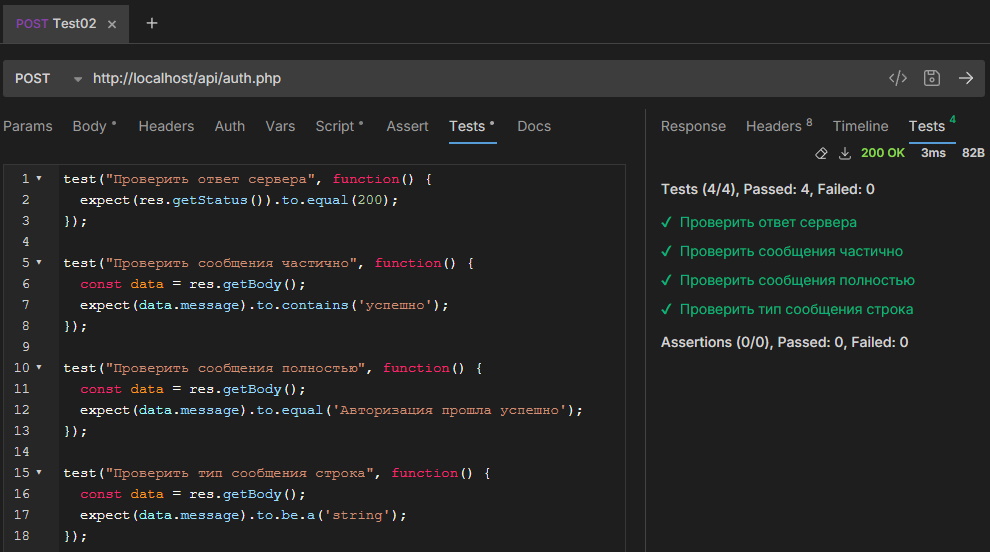 POST Test02 × +
POST http://localhost/api/auth.php </>
Params Body • Headers Auth Vars Script • Assert Tests • Docs
Response Headers 8 Timeline Tests 4
200 OK 3ms 82B
1 test("Проверить ответ сервера", function() {
2 expect(res.getStatus()).to.equal(200);
3 });
4
5 test("Проверить сообщения частично", function() {
6 const data = res.getBody();
7 expect(data.message).to.contains('успешно');
8 });
9
10 test("Проверить сообщения полностью", function() {
11 const data = res.getBody();
12 expect(data.message).to.equal('Авторизация прошла успешно');
13 });
14
15 test("Проверить тип сообщения строка", function() {
16 const data = res.getBody();
17 expect(data.message).to.be.a('string');
18 });
Tests (4/4), Passed: 4, Failed: 0
✓ Проверить ответ сервера
✓ Проверить сообщения частично
✓ Проверить сообщения полностью
✓ Проверить тип сообщения строка
Assertions (0/0), Passed: 0, Failed: 0